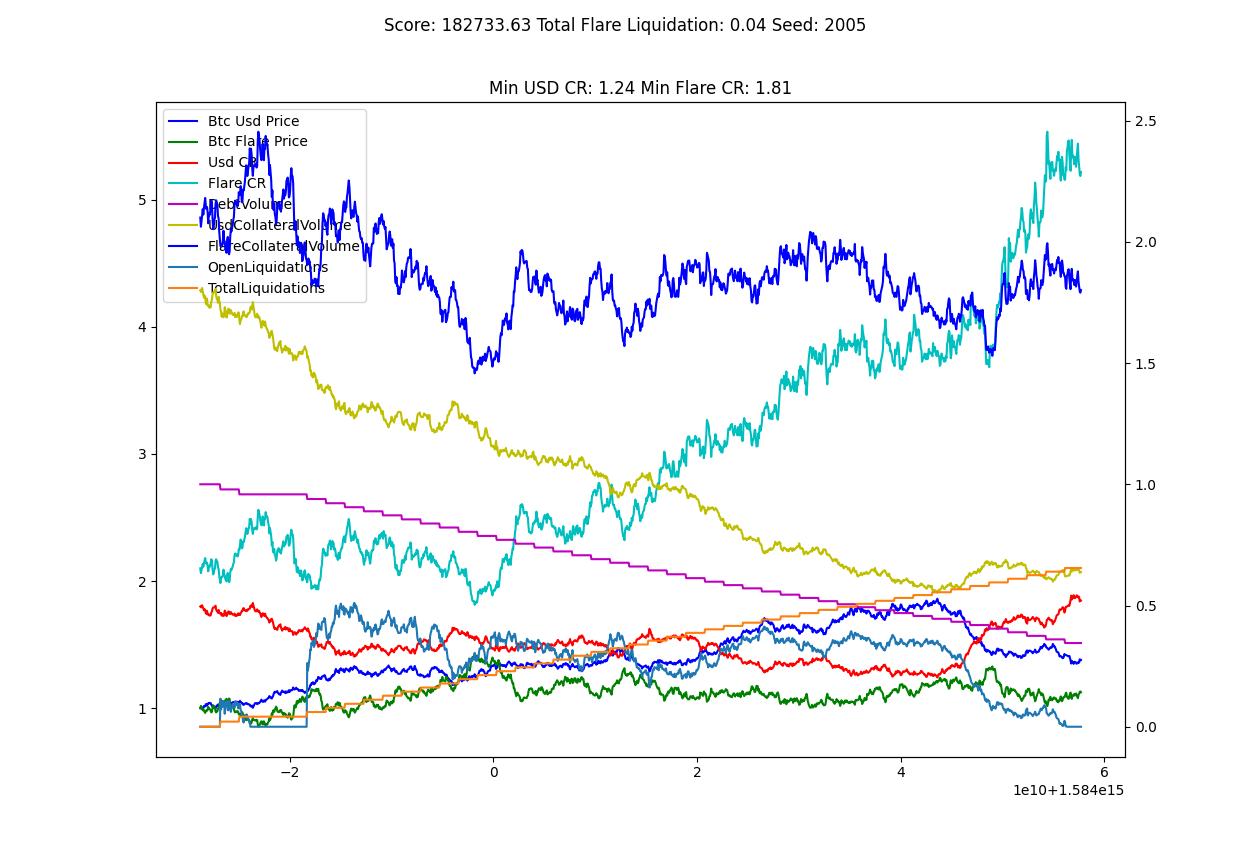 Score: 182733.63 Total Flare Liquidation: 0.04 Seed: 2005
Min USD CR: 1.24 Min Flare CR: 1.81
Btc Usd Price
Btc Flare Price
Usd CR
Flare CR
DebtVolume
UsdCollateralVolume
FlareCollateralVolume
OpenLiquidations
TotalLiquidations
5
4
3
2
1
2.5
2.0
1.5
1.0
0.5
0.0
−2
0
2
4
6
1e10+1.584e15